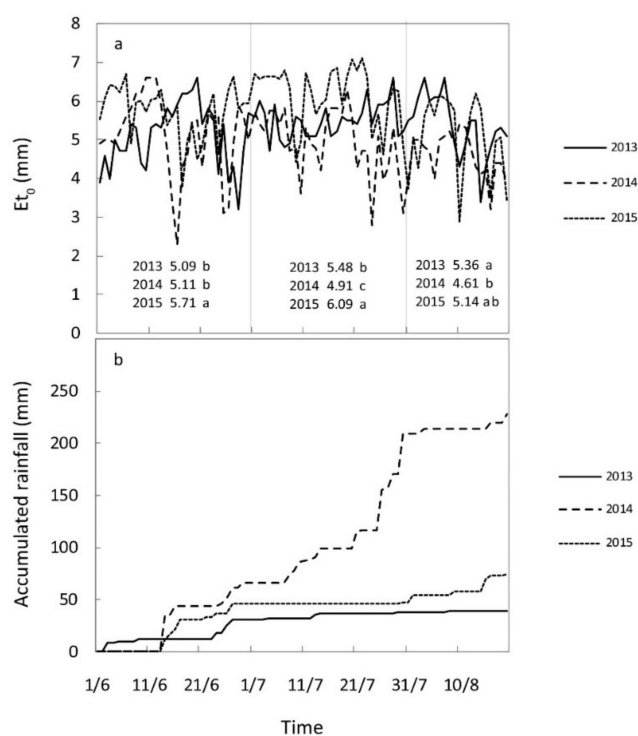 8
a
7
6
5
4
3
2
1
0
Et0 (mm)
2013 5.09 b
2014 5.11 b
2015 5.71 a
2013 5.48 b
2014 4.91 c
2015 6.09 a
2013 5.36 a
2014 4.61 b
2015 5.14 ab
2013
2014
2015
b
250
200
150
100
50
0
Accumulated rainfall (mm)
2013
2014
2015
1/6 11/6 21/6 1/7 11/7 21/7 31/7 10/8
Time